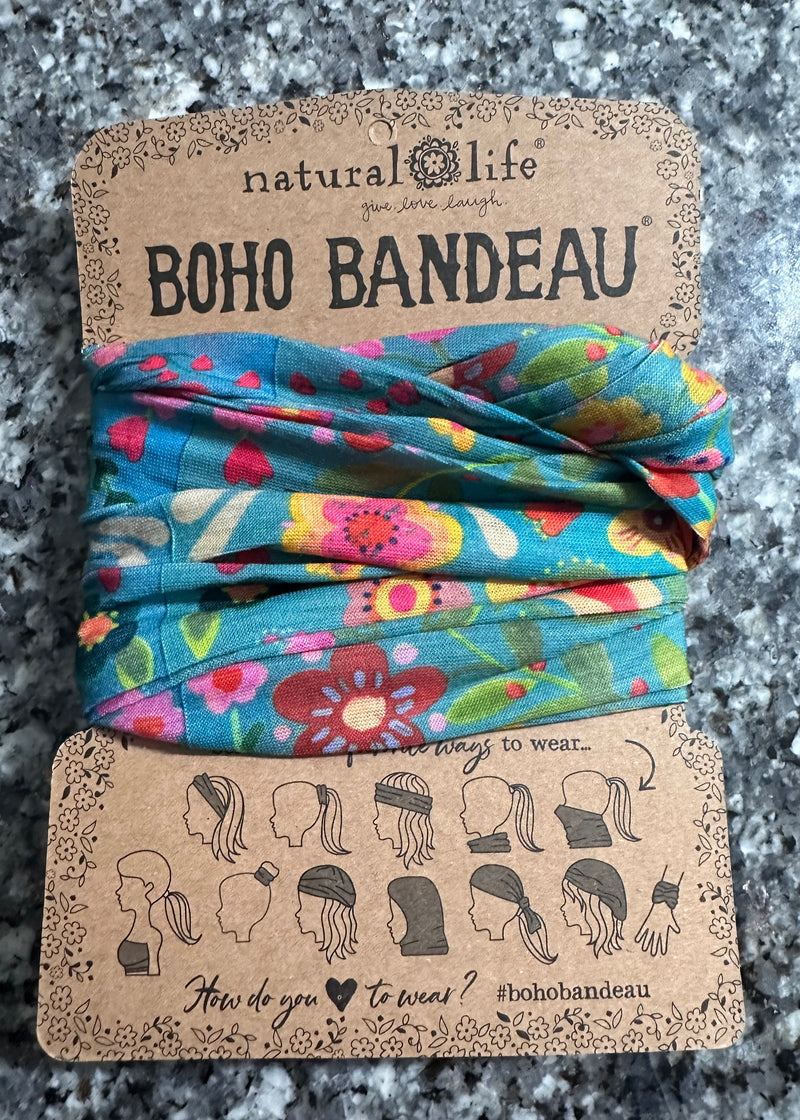 natural life®
give. love. laugh.
BOHO BANDEAU®
ways to wear...
How do you ♥ to wear? #bohobandeau